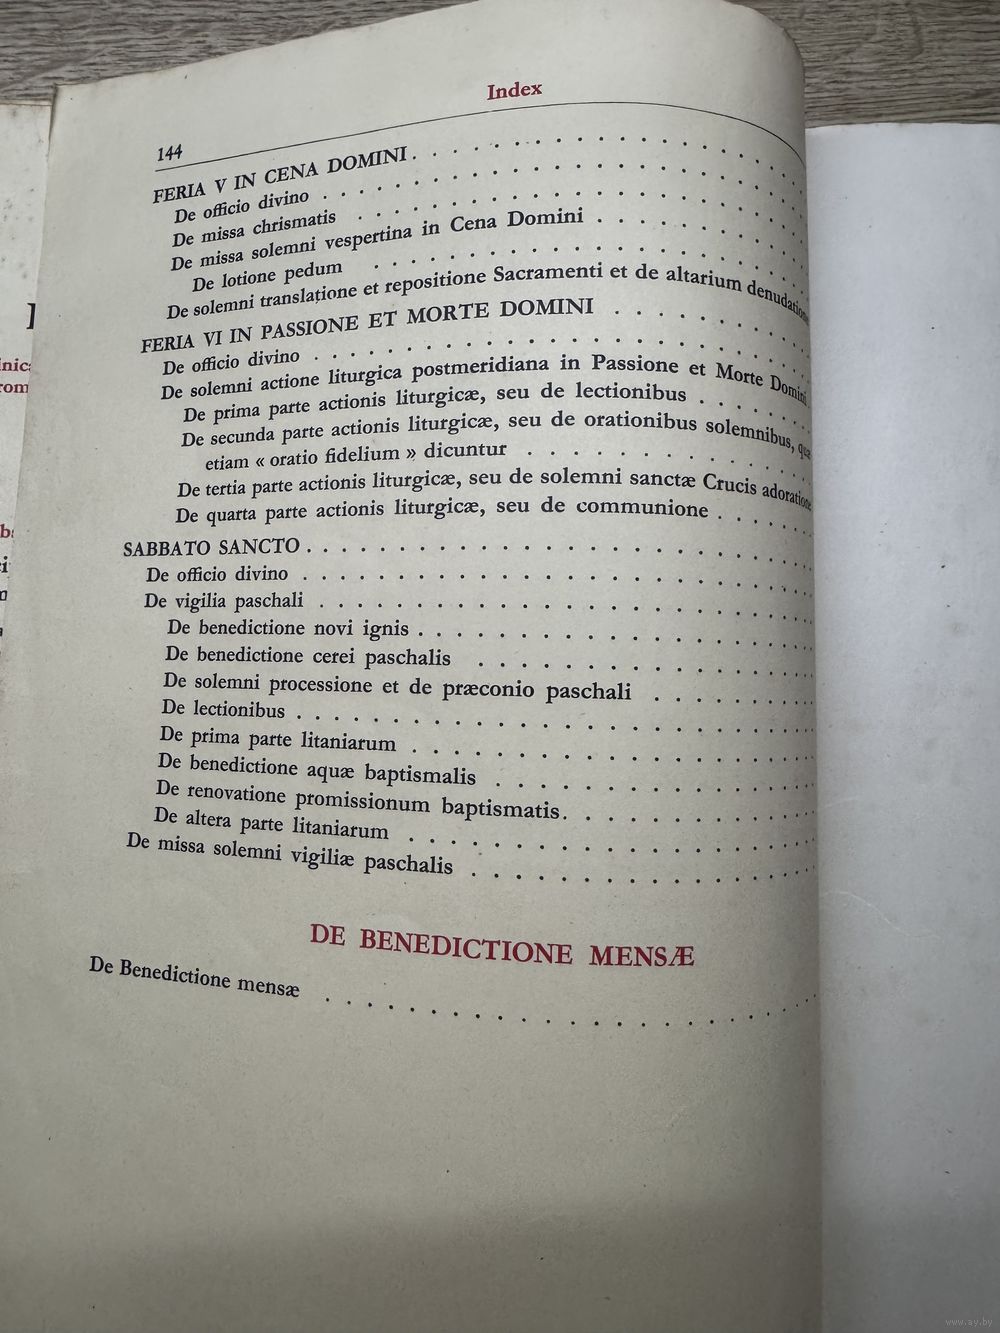 Index
144
FERIA V IN CENA DOMINI
De officio divino
De missa chrismatis
De missa solemni vespertina in Cena Domini
De lotione pedum
De solemni translatione et repositione Sacramenti et de altarium denudatione
FERIA VI IN PASSIONE ET MORTE DOMINI
De officio divino
De solemni actione liturgica postmeridiana in Passione et Morte Domini
De prima parte actionis liturgicæ, seu de lectionibus
De secunda parte actionis liturgicæ, seu de orationibus solemnibus, quæ
etiam « oratio fidelium » dicuntur
De tertia parte actionis liturgicæ, seu de solemni sanctæ Crucis adoratione
De quarta parte actionis liturgicæ, seu de communione
SABBATO SANCTO
De officio divino
De vigilia paschali
De benedictione novi ignis
De benedictione cerei paschalis
De solemni processione et de præconio paschali
De lectionibus
De prima parte litaniarum
De benedictione aquæ baptismalis
De renovatione promissionum baptismatis
De altera parte litaniarum
De missa solemni vigiliæ paschalis
DE BENEDICTIONE MENSÆ
De Benedictione mensæ
www.ay.by